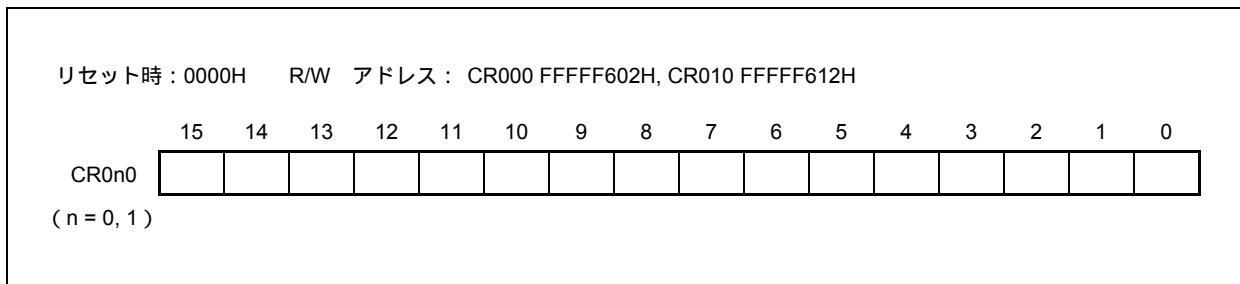 リセット時：0000H　　R/W　アドレス： CR000 FFFFF602H, CR010 FFFFF612H
15 14 13 12 11 10 9 8 7 6 5 4 3 2 1 0
CR0n0
（n = 0, 1）